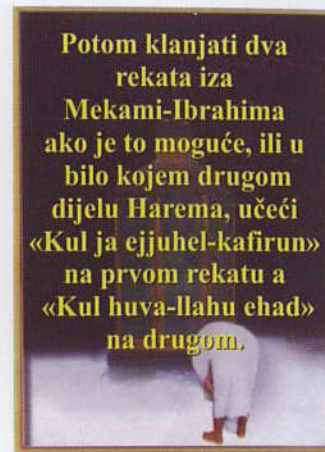 Potom klanjati dva
rekata iza
Mekami-Ibrahima
ako je to moguće, ili u
bilo kojem drugom
dijelu Harema, učeći
«Kul ja ejjuhel-kafirun»
na prvom rekatu a
«Kul huva-llahu ehad»
na drugom.